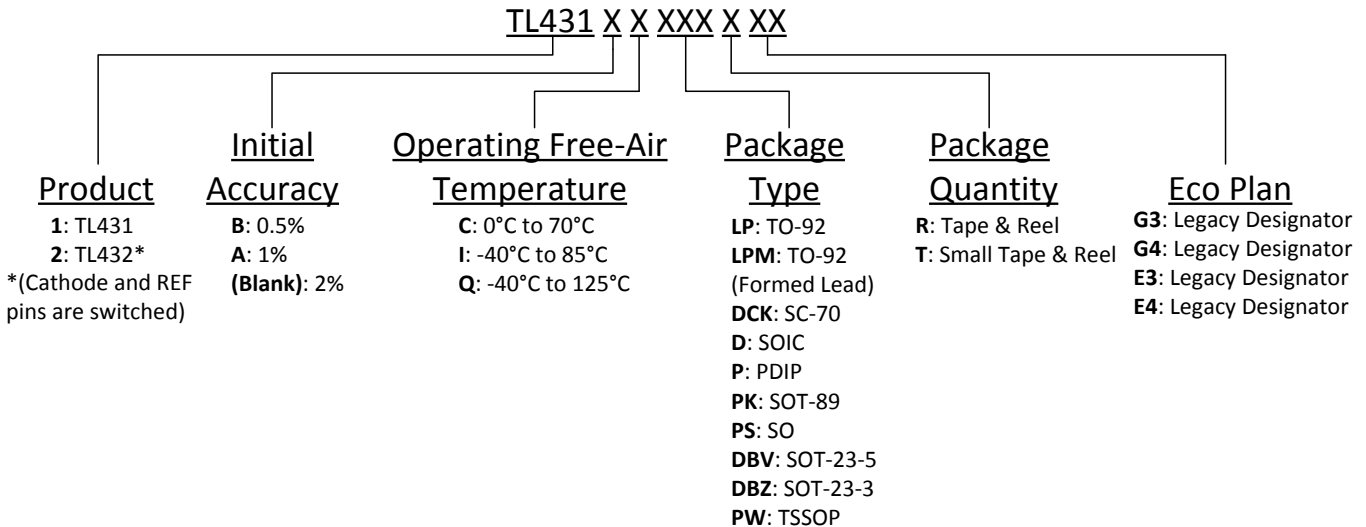 TL431 X X XXX X XX
Product
1: TL431
2: TL432*
*(Cathode and REF
pins are switched)
Initial
Accuracy
B: 0.5%
A: 1%
(Blank): 2%
Operating Free-Air
Temperature
C: 0°C to 70°C
I: -40°C to 85°C
Q: -40°C to 125°C
Package
Type
LP: TO-92
LPM: TO-92
(Formed Lead)
DCK: SC-70
D: SOIC
P: PDIP
PK: SOT-89
PS: SO
DBV: SOT-23-5
DBZ: SOT-23-3
PW: TSSOP
Package
Quantity
R: Tape & Reel
T: Small Tape & Reel
Eco Plan
G3: Legacy Designator
G4: Legacy Designator
E3: Legacy Designator
E4: Legacy Designator